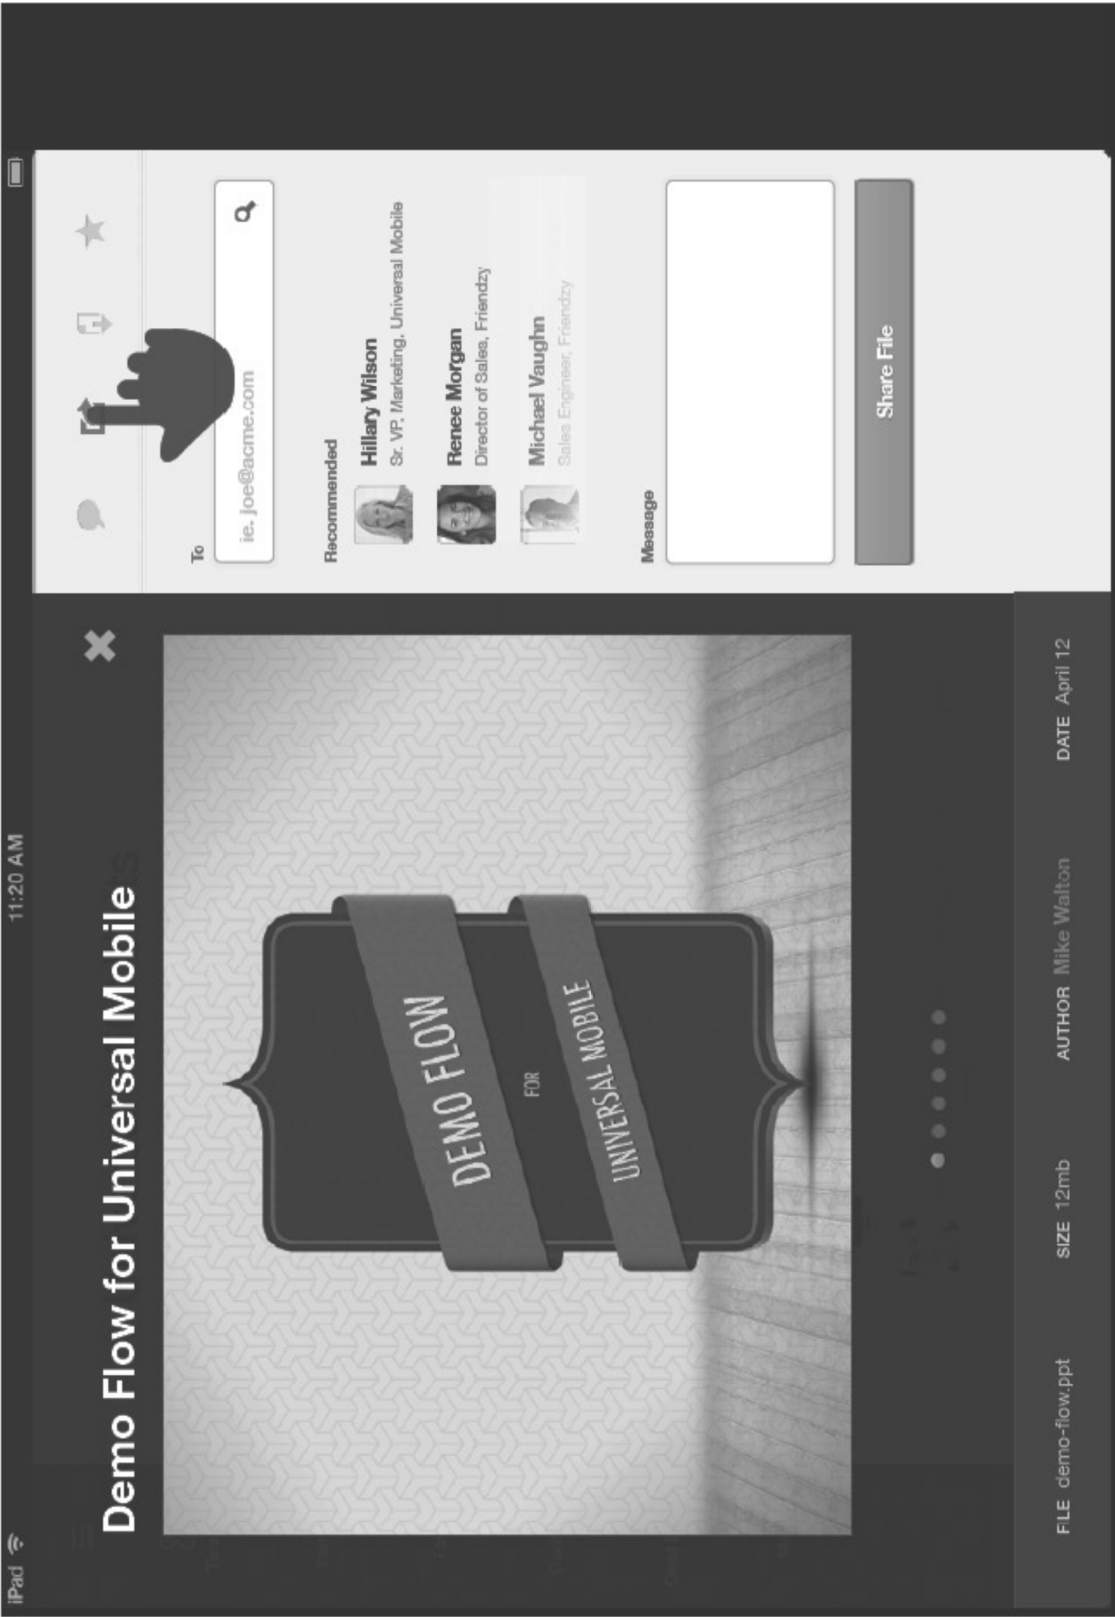 iPad
11:20 AM
Demo Flow for Universal Mobile
DEMO FLOW
FOR
UNIVERSAL MOBILE
FILE demo-flow.ppt
SIZE 12mb
AUTHOR Mike Walton
DATE April 12
To
ie. joe@acme.com
Recommended
Hillary Wilson
Sr. VP, Marketing, Universal Mobile
Renee Morgan
Director of Sales, Friendzy
Michael Vaughn
Sales Engineer, Friendzy
Message
Share File